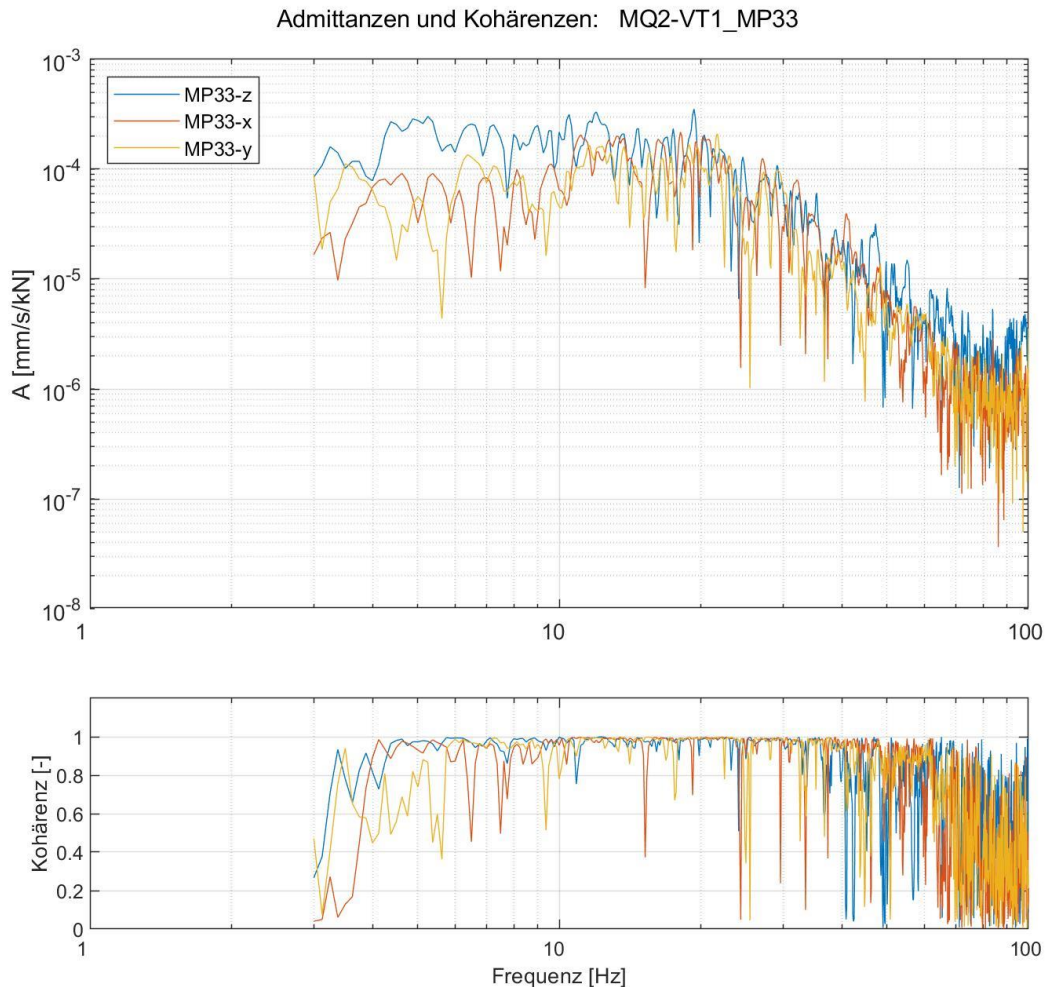 Admittanzen und Kohärenzen:   MQ2-VT1_MP33
MP33-z
MP33-x
MP33-y
A [mm/s/kN]
10^-3
10^-4
10^-5
10^-6
10^-7
10^-8
1 10 100
Kohärenz [-]
1
0.8
0.6
0.4
0.2
0
1 10 100
Frequenz [Hz]